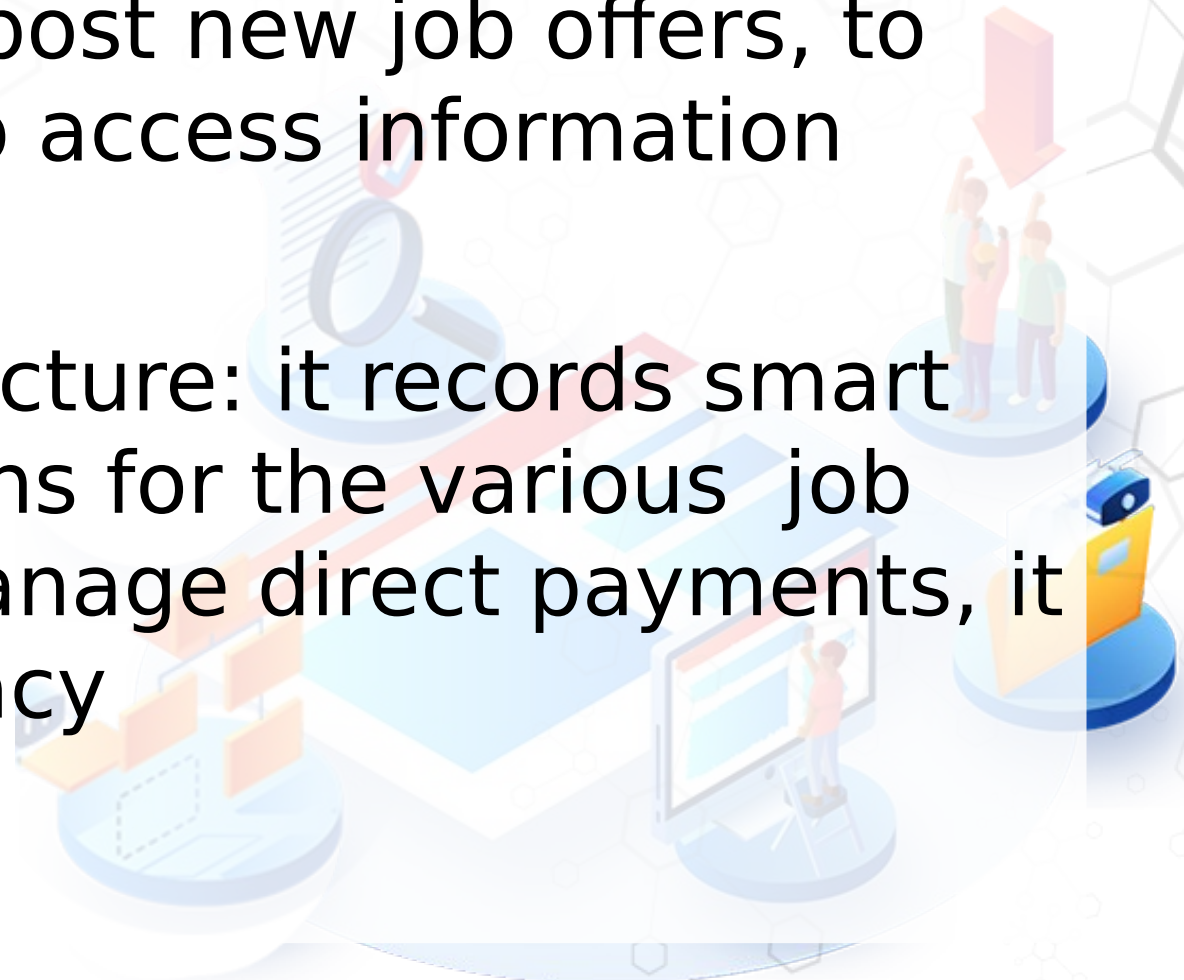 post new job offers, to
access information
cture: it records smart
ns for the various  job
anage direct payments, it
ncy